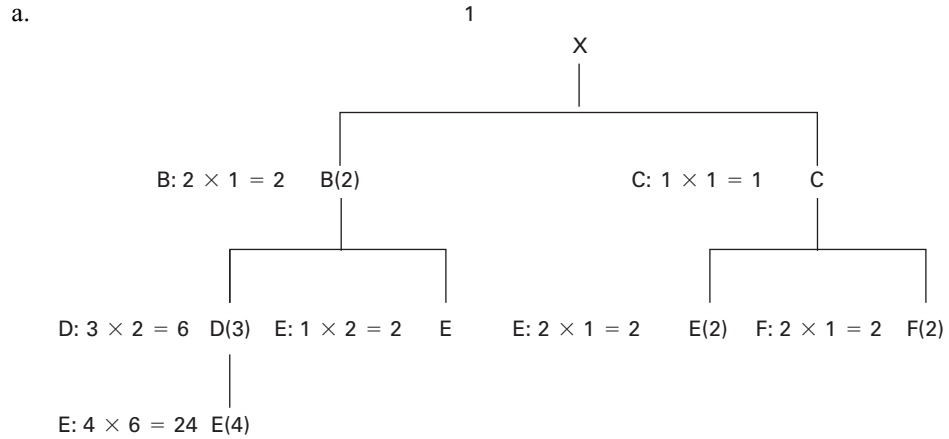 a. 1
X
B: 2 × 1 = 2 B(2) C: 1 × 1 = 1 C
D: 3 × 2 = 6 D(3) E: 1 × 2 = 2 E E: 2 × 1 = 2 E(2) F: 2 × 1 = 2 F(2)
E: 4 × 6 = 24 E(4)